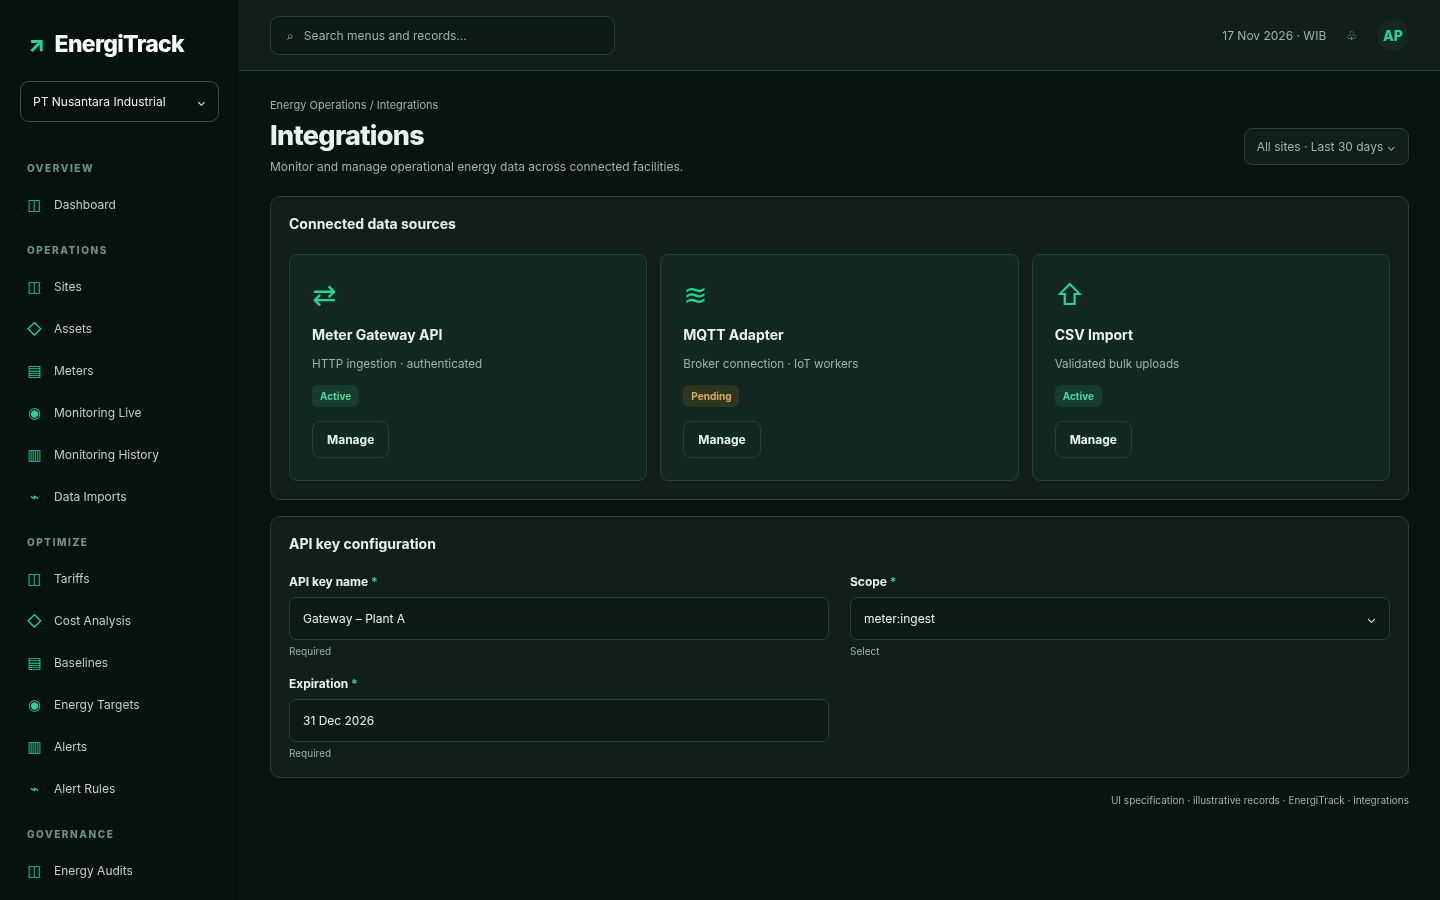 EnergiTrack
PT Nusantara Industrial
OVERVIEW
Dashboard
OPERATIONS
Sites
Assets
Meters
Monitoring Live
Monitoring History
Data Imports
OPTIMIZE
Tariffs
Cost Analysis
Baselines
Energy Targets
Alerts
Alert Rules
GOVERNANCE
Energy Audits
Search menus and records...
17 Nov 2026 · WIB
AP
Energy Operations / Integrations
Integrations
Monitor and manage operational energy data across connected facilities.
All sites · Last 30 days
Connected data sources
Meter Gateway API
HTTP ingestion · authenticated
Active
Manage
MQTT Adapter
Broker connection · IoT workers
Pending
Manage
CSV Import
Validated bulk uploads
Active
Manage
API key configuration
API key name *
Gateway – Plant A
Required
Scope *
meter:ingest
Select
Expiration *
31 Dec 2026
Required
UI specification · illustrative records · EnergiTrack · integrations